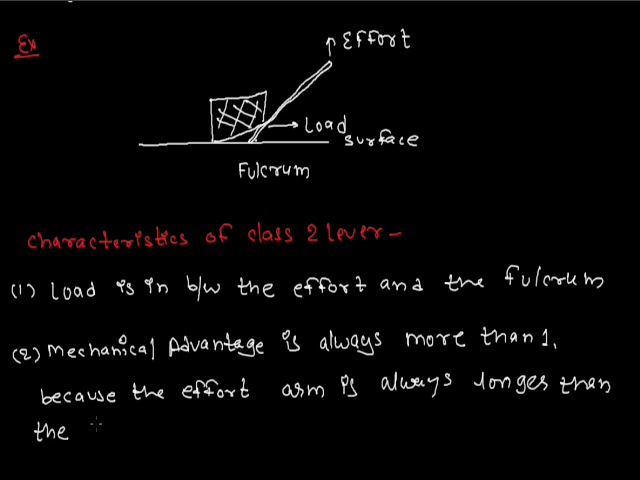 Ex
Effort
Load
surface
Fulcrum
Characteristics of class 2 lever -
(1) Load is in b/w the effort and the fulcrum
(2) Mechanical Advantage is always more than 1,
because the effort arm is always longes than
the